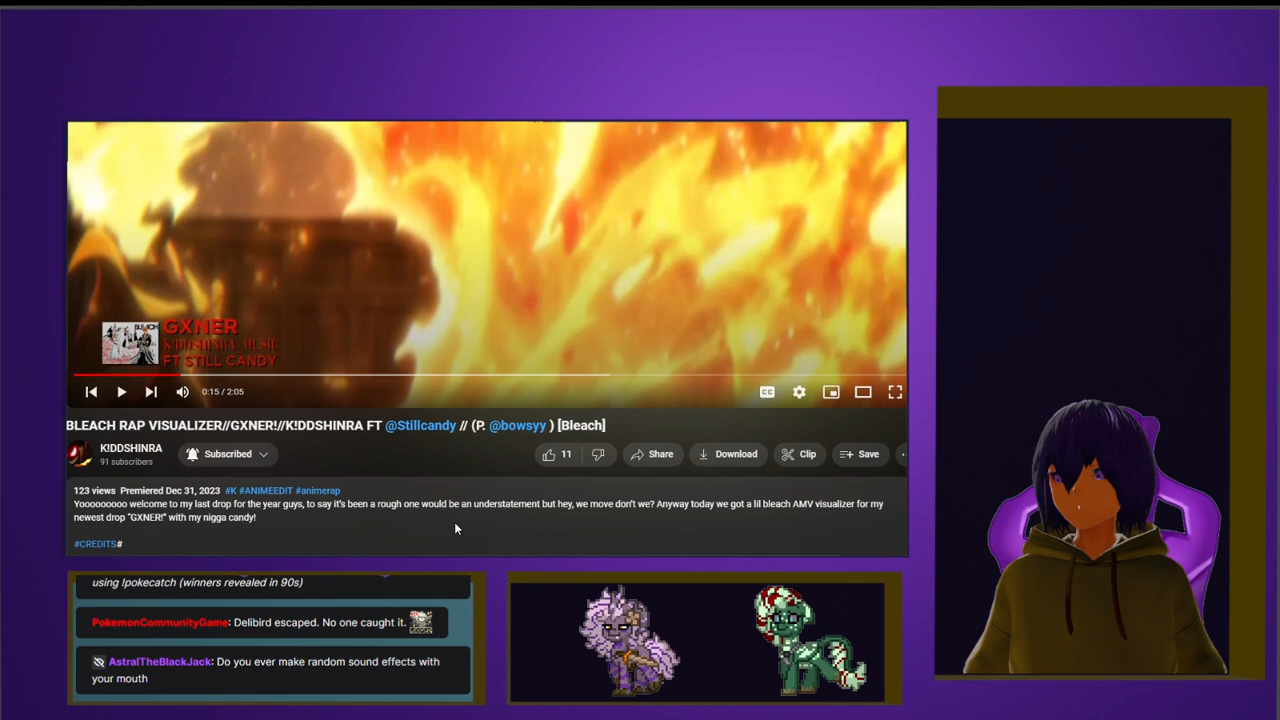 BLEACH
GXNER
K!DDSHINRA MUSIC
FT STILL CANDY
0:15 / 2:05
CC
BLEACH RAP VISUALIZER//GXNER!//K!DDSHINRA FT @Stillcandy // (P. @bowsyy ) [Bleach]
K!DDSHINRA
91 subscribers
Subscribed
11
Share
Download
Clip
Save
123 views Premiered Dec 31, 2023 #K #ANIMEEDIT #animerap
Yooooooooo welcome to my last drop for the year guys, to say it's been a rough one would be an understatement but hey, we move don't we? Anyway today we got a lil bleach AMV visualizer for my
newest drop "GXNER!" with my nigga candy!
#CREDITS#
using !pokecatch (winners revealed in 90s)
PokemonCommunityGame: Delibird escaped. No one caught it.
AstralTheBlackJack: Do you ever make random sound effects with
your mouth